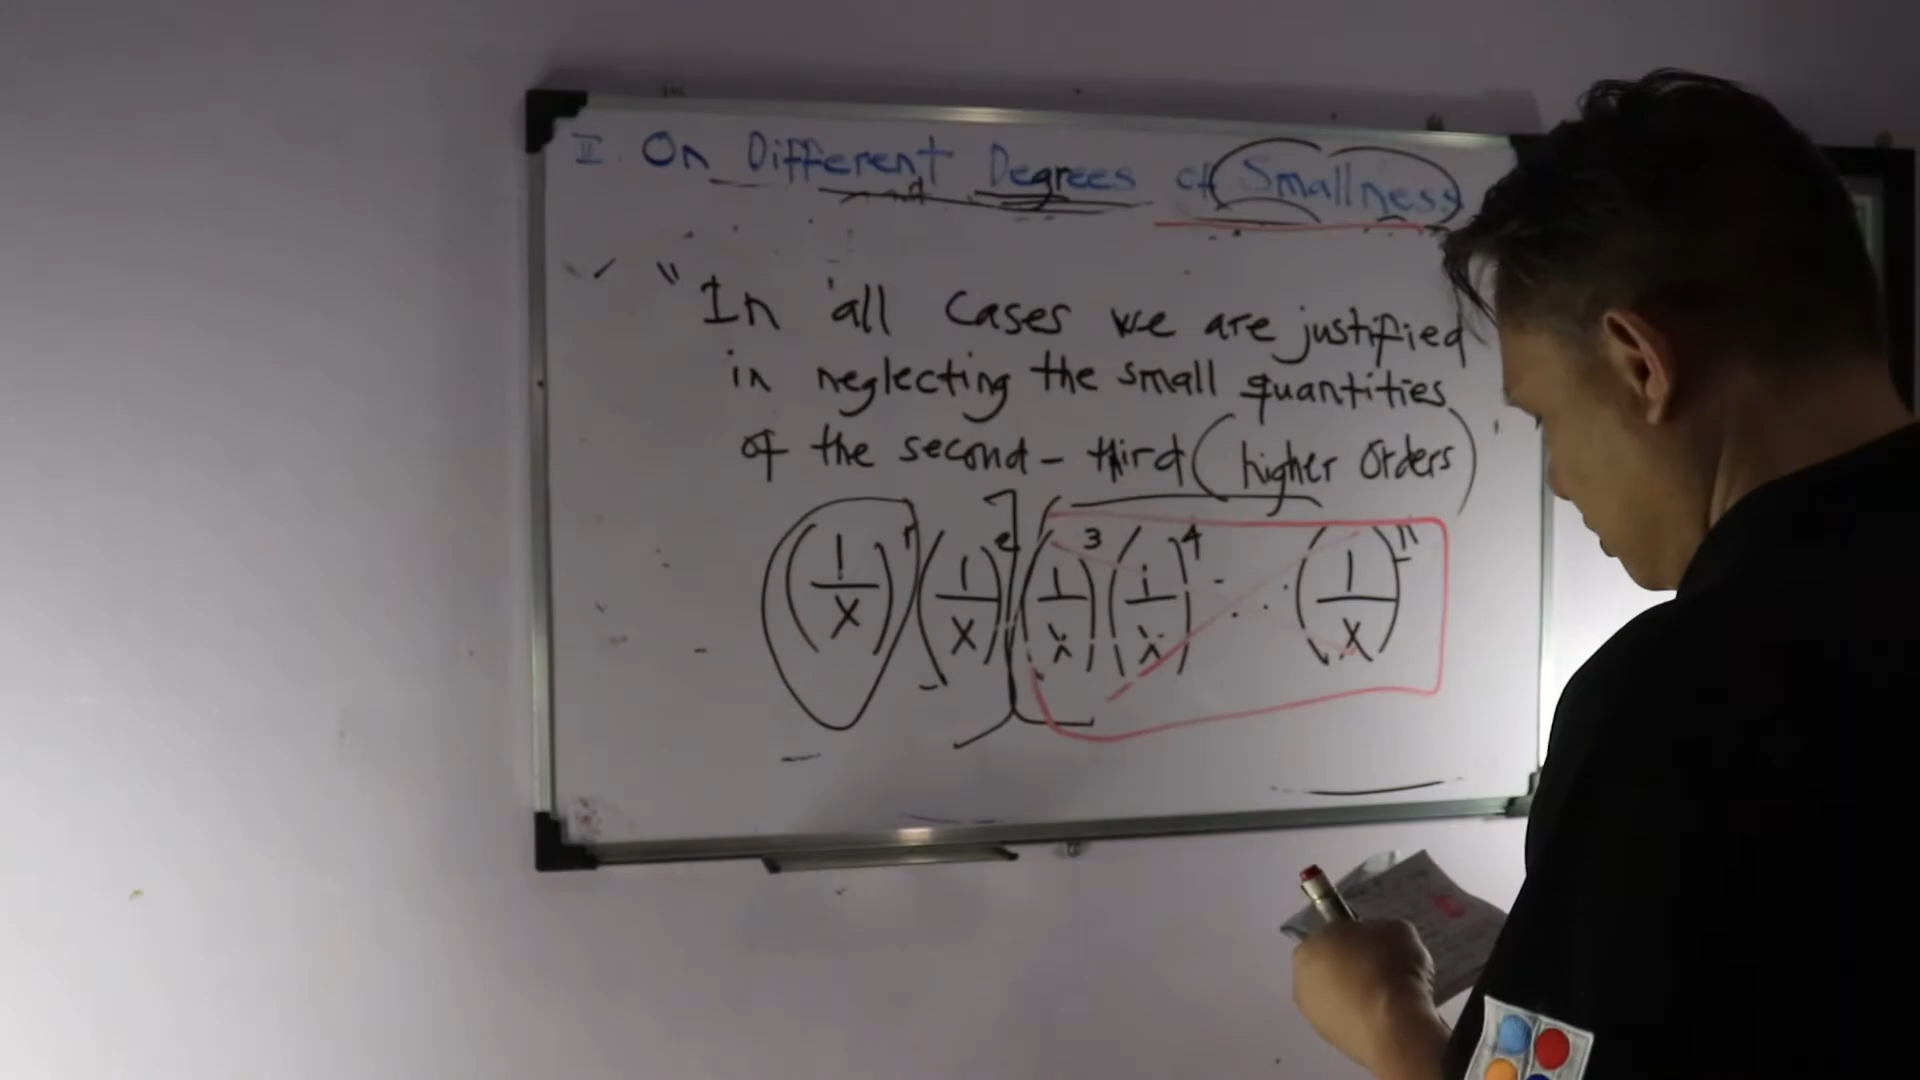 II. On Different Degrees of Smallness
"In all cases we are justified
in neglecting the small quantities
of the second - third (higher orders)"
(1/x)^1 (1/x)^2 ] [ (1/x)^3 (1/x)^4 - . . . (1/x)^n